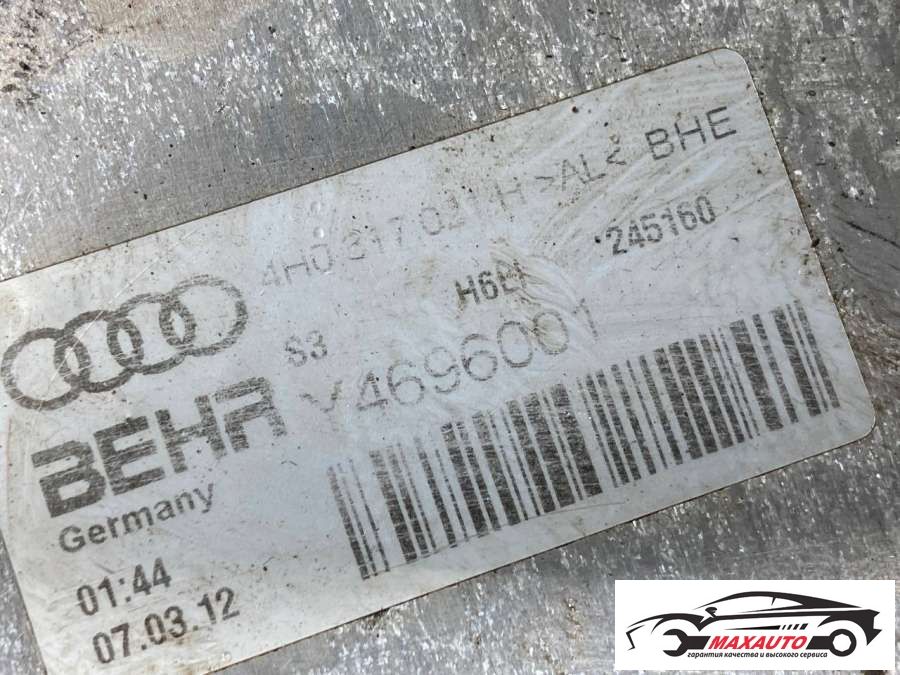 4H0 317 021 H >AL< BHE
S3 H6EI 245160
Y4696001
BEHR
Germany
01:44
07.03.12
MAXAUTO
гарантия качества и высокого сервиса